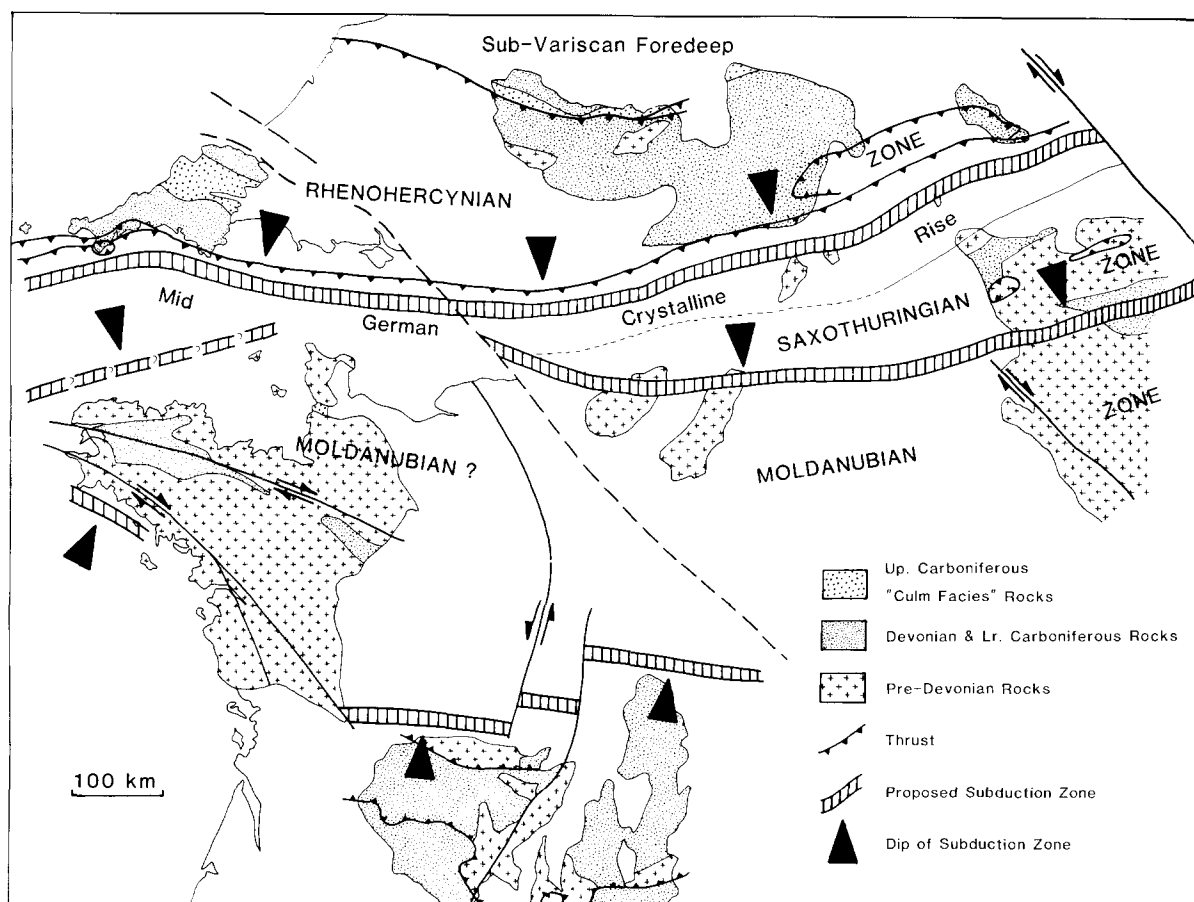 Sub-Variscan Foredeep
RHENOHERCYNIAN
ZONE
Mid
German
Crystalline
Rise
SAXOTHURINGIAN
ZONE
? ? ? ?
MOLDANUBIAN ?
MOLDANUBIAN
ZONE
100 km
Up. Carboniferous
"Culm Facies" Rocks
Devonian & Lr. Carboniferous Rocks
Pre-Devonian Rocks
Thrust
Proposed Subduction Zone
Dip of Subduction Zone